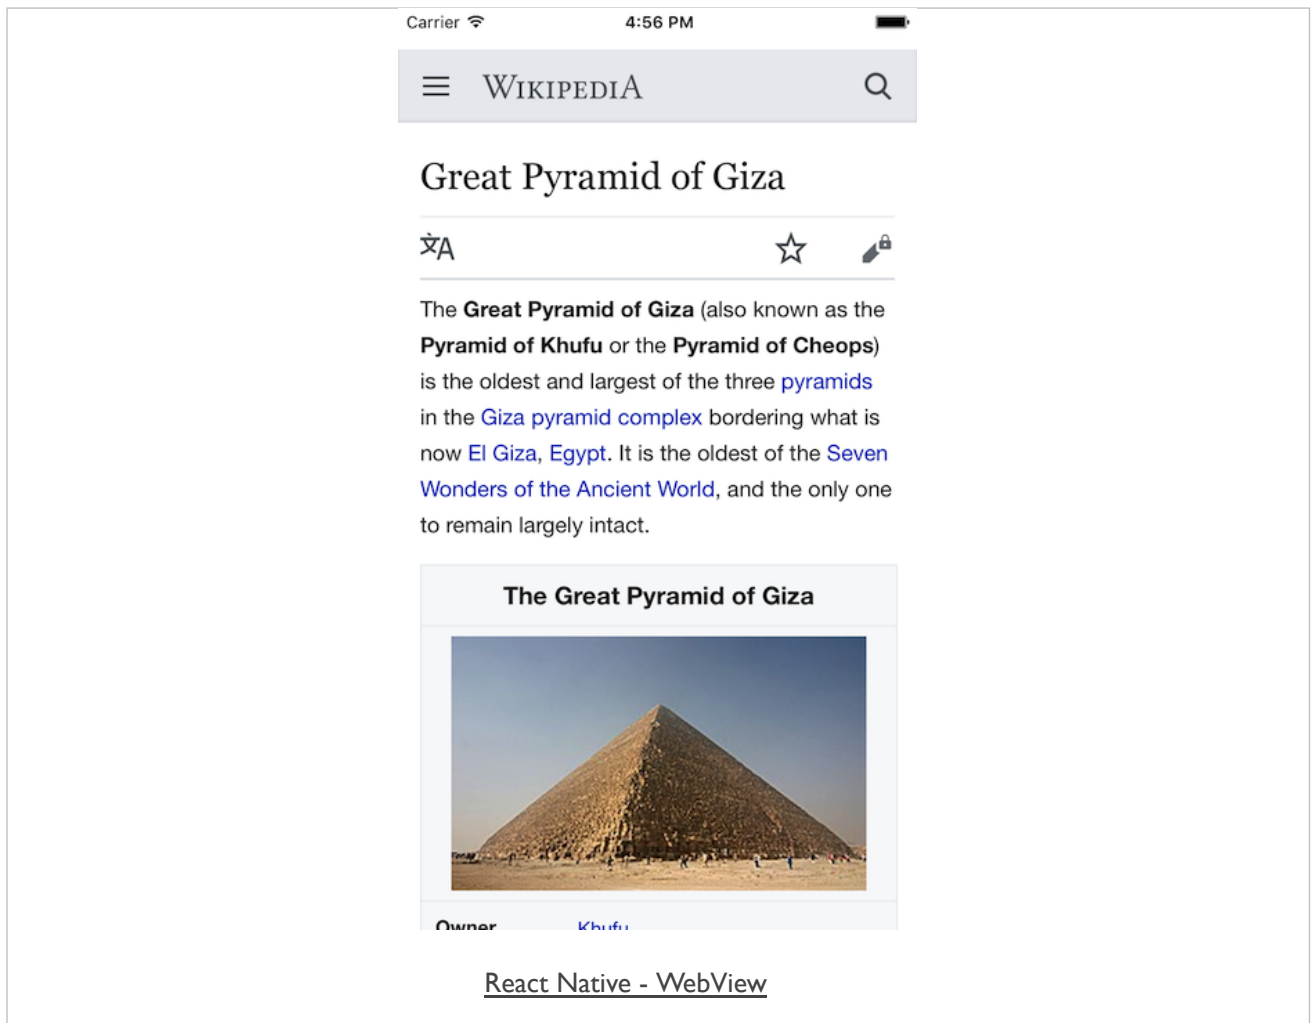 Carrier 4:56 PM
WIKIPEDIA
Great Pyramid of Giza
文A
The Great Pyramid of Giza (also known as the
Pyramid of Khufu or the Pyramid of Cheops)
is the oldest and largest of the three pyramids
in the Giza pyramid complex bordering what is
now El Giza, Egypt. It is the oldest of the Seven
Wonders of the Ancient World, and the only one
to remain largely intact.
The Great Pyramid of Giza
Owner Khufu
React Native - WebView